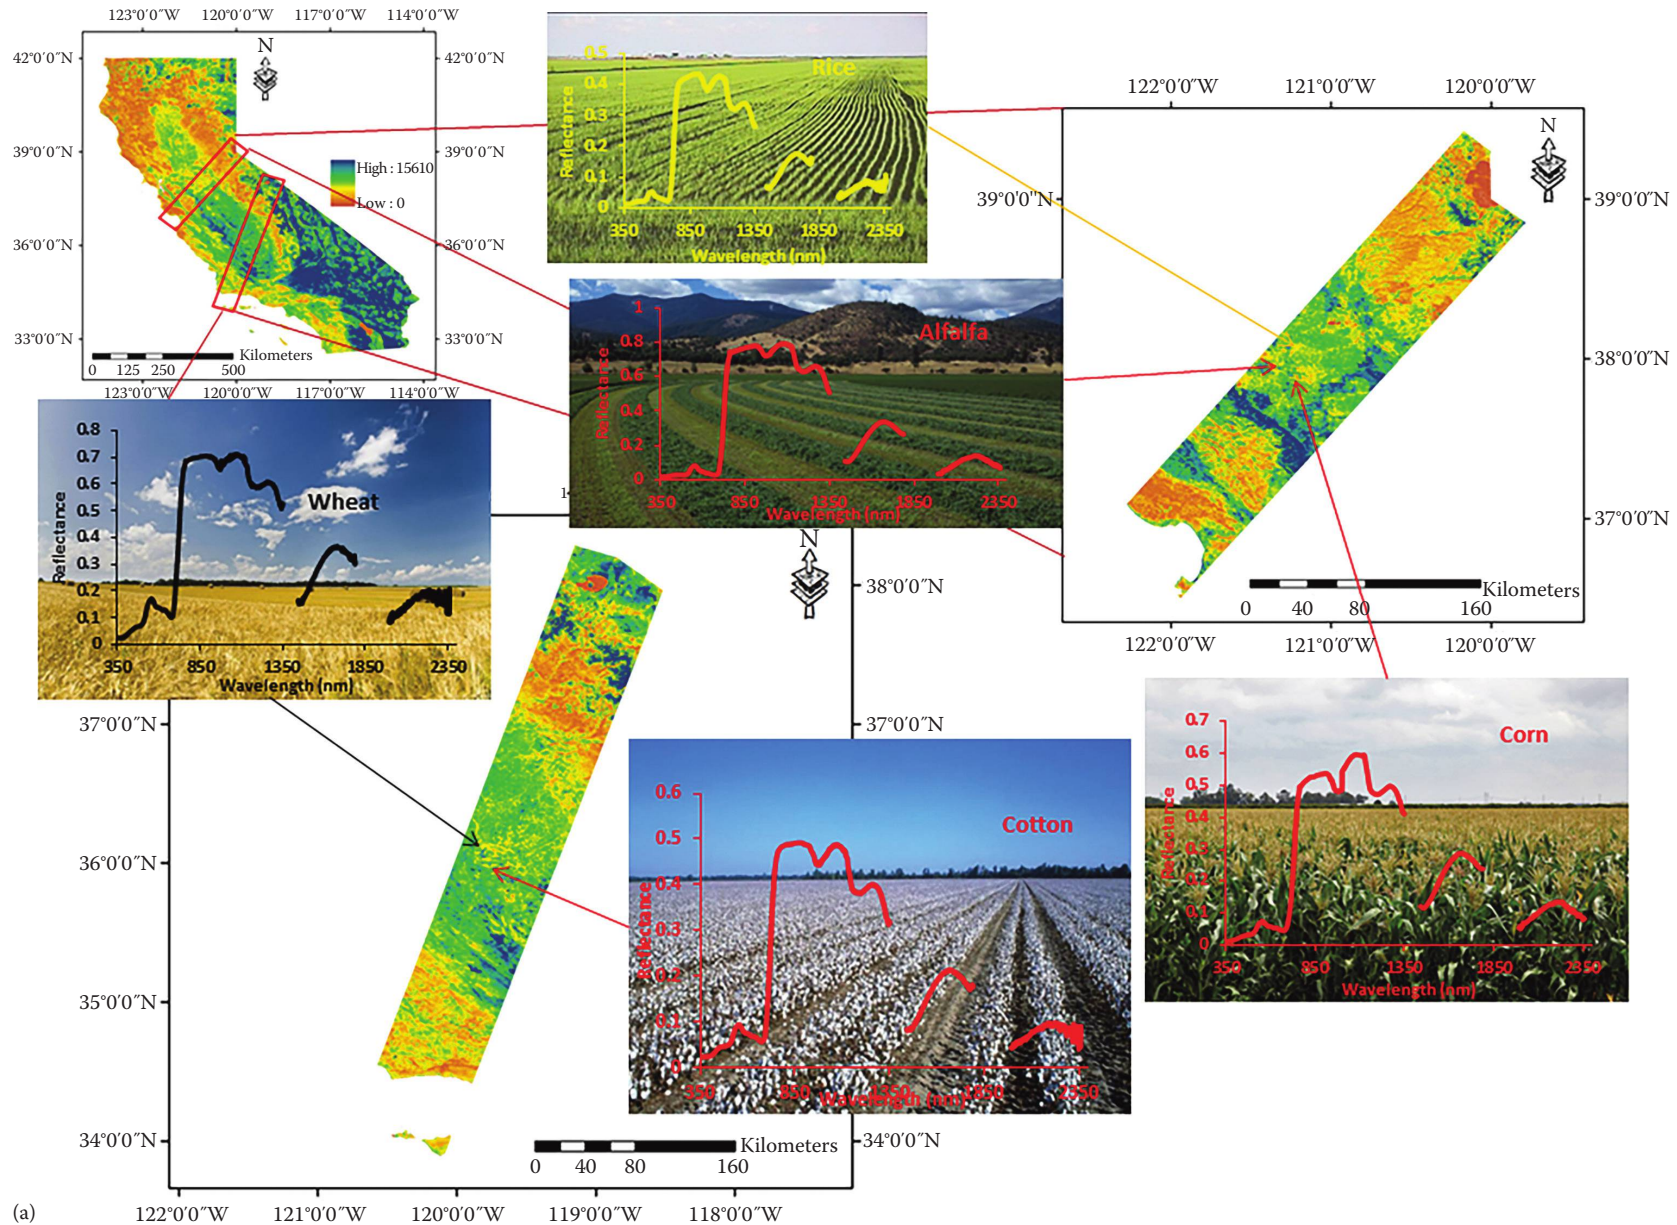 123°0′0″W 120°0′0″W 117°0′0″W 114°0′0″W
42°0′0″N
39°0′0″N
36°0′0″N
33°0′0″N
N
42°0′0″N
39°0′0″N
36°0′0″N
33°0′0″N
High : 15610
Low : 0
Kilometers
0 125 250 500
123°0′0″W 120°0′0″W 117°0′0″W 114°0′0″W
Rice
Reflectance
0.5
0.4
0.3
0.2
0.1
0
350 850 1350 1850 2350
Wavelength (nm)
Alfalfa
Reflectance
1
0.8
0.6
0.4
0.2
0
350 850 1350 1850 2350
Wavelength (nm)
122°0′0″W 121°0′0″W 120°0′0″W
N
39°0′0″N
39°0′0″N
38°0′0″N
37°0′0″N
Kilometers
0 40 80 160
122°0′0″W 121°0′0″W 120°0′0″W
Wheat
Reflectance
0.8
0.7
0.6
0.5
0.4
0.3
0.2
0.1
0
350 850 1350 1850 2350
Wavelength (nm)
N
38°0′0″N
37°0′0″N
34°0′0″N
37°0′0″N
36°0′0″N
35°0′0″N
34°0′0″N
Kilometers
0 40 80 160
122°0′0″W 121°0′0″W 120°0′0″W 119°0′0″W 118°0′0″W
Cotton
Reflectance
0.6
0.5
0.4
0.3
0.2
0.1
0
350 850 1350 1850 2350
Wavelength (nm)
Corn
Reflectance
0.7
0.6
0.5
0.4
0.3
0.2
0.1
0
350 850 1350 1850 2350
Wavelength (nm)
(a)